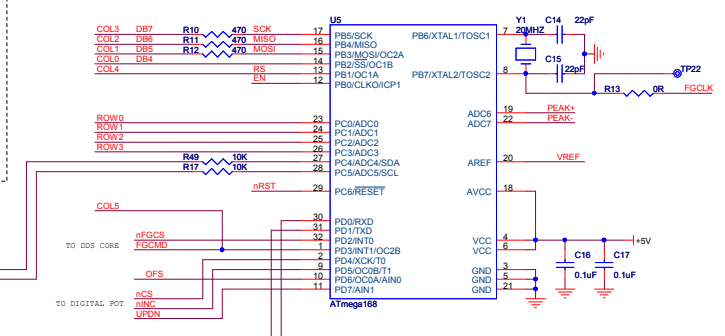 U5
Y1
C14
22pF
COL3 DB7 R10 470 SCK 17 PB5/SCK PB6/XTAL1/TOSC1 7 20MHZ
COL2 DB6 R11 470 MISO 16 PB4/MISO
COL1 DB5 R12 470 MOSI 15 PB3/MOSI/OC2A
COL0 DB4 14 PB2/SS/OC1B
C15
22pF
COL4 RS 13 PB1/OC1A PB7/XTAL2/TOSC2 8
TP22
EN 12 PB0/CLKO/ICP1
R13 0R FGCLK
ADC6 19 PEAK+
ROW0 23 PC0/ADC0 ADC7 22 PEAK-
ROW1 24 PC1/ADC1
ROW2 25 PC2/ADC2
ROW3 26 PC3/ADC3
R49 10K 27 PC4/ADC4/SDA AREF 20 VREF
R17 10K 28 PC5/ADC5/SCL
nRST 29 PC6/RESET AVCC 18
COL5
30 PD0/RXD
31 PD1/TXD
nFGCS 32 PD2/INT0 VCC 4 +5V
TO DDS CORE FGCMD 1 PD3/INT1/OC2B VCC 6
2 PD4/XCK/T0
C16 C17
9 PD5/OC0B/T1 GND 3
OFS 10 PD6/OC0A/AIN0 GND 5
0.1uF 0.1uF
11 PD7/AIN1 GND 21
nCS
TO DIGITAL POT nINC
UPDN
ATmega168